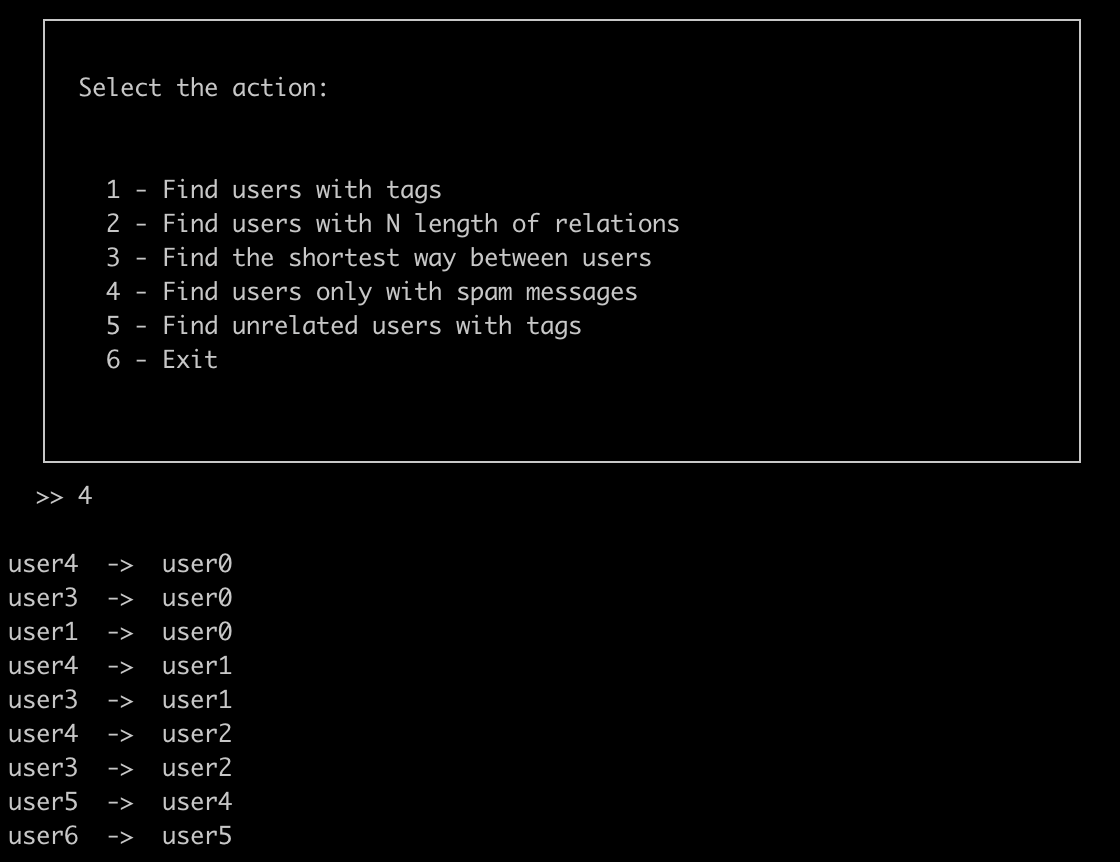 Select the action:
1 - Find users with tags
2 - Find users with N length of relations
3 - Find the shortest way between users
4 - Find users only with spam messages
5 - Find unrelated users with tags
6 - Exit
>> 4
user4 -> user0
user3 -> user0
user1 -> user0
user4 -> user1
user3 -> user1
user4 -> user2
user3 -> user2
user5 -> user4
user6 -> user5